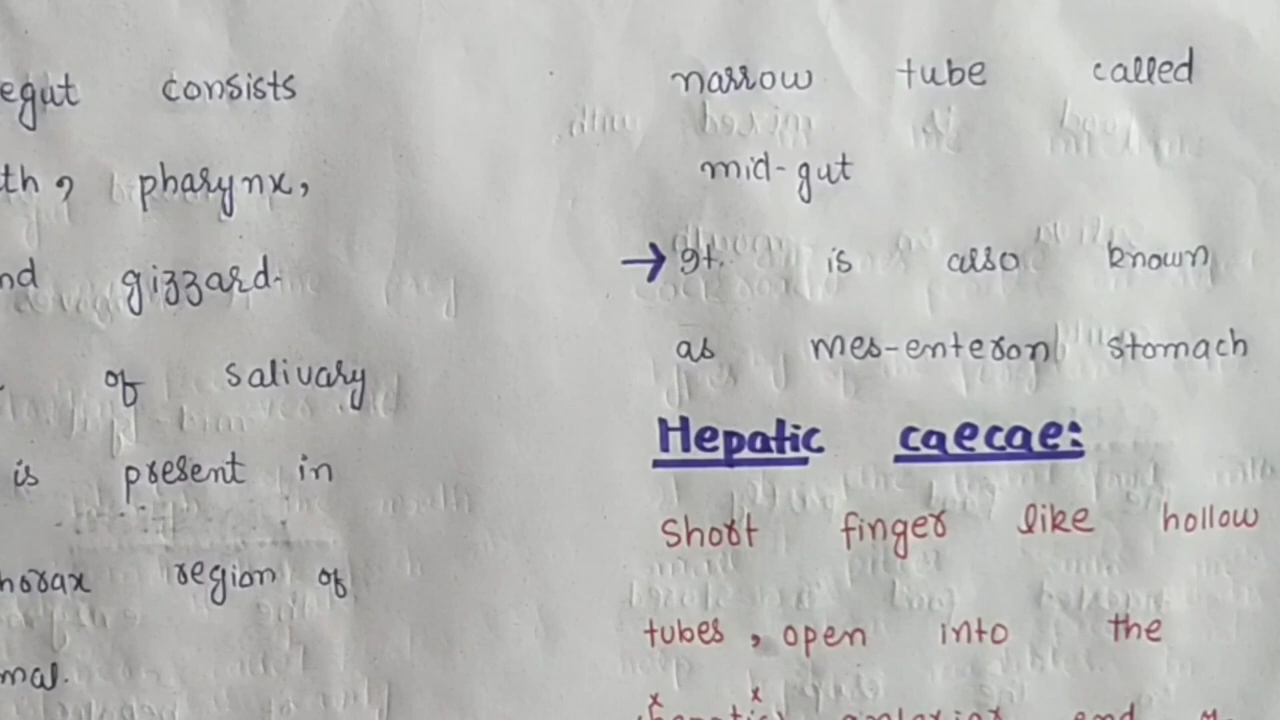 egut consists
th, pharynx,
nd gizzard.
of salivary
is present in
horax region of
mal.
narrow tube called
mid-gut
→ It is also known
as mes-enteron stomach
Hepatic caecae:
Short finger like hollow
tubes, open into the